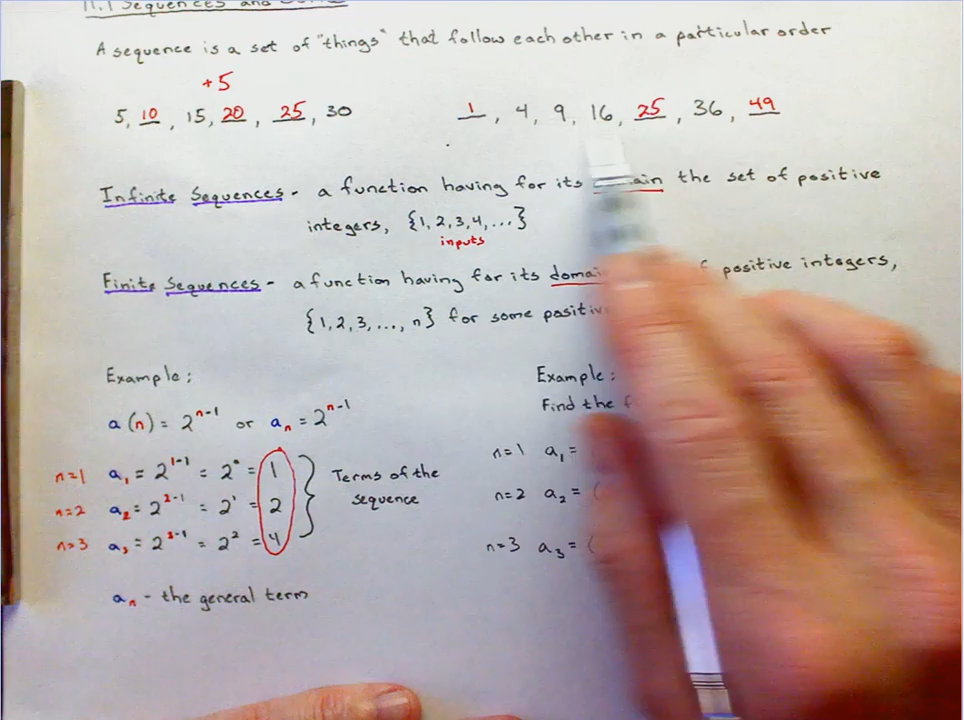 11.1 Sequences and
A sequence is a set of "things" that follow each other in a particular order
+5
5, 10, 15, 20, 25, 30
1, 4, 9, 16, 25, 36, 49
Infinite Sequences - a function having for its the set of positive
integers, {1, 2, 3, 4, ...}
inputs
Finite Sequences - a function having for its domain positive integers,
{1, 2, 3, ..., n} for some
Example:
a(n) = 2^{n-1} or a_n = 2^{n-1}
n=1 a_1 = 2^{1-1} = 2^0 = 1
n=2 a_2 = 2^{2-1} = 2^1 = 2
n=3 a_3 = 2^{3-1} = 2^2 = 4
Terms of the
sequence
a_n - the general term
Example:
Find the
n=1 a_1 =
n=2 a_2 = (
n=3 a_3 = (